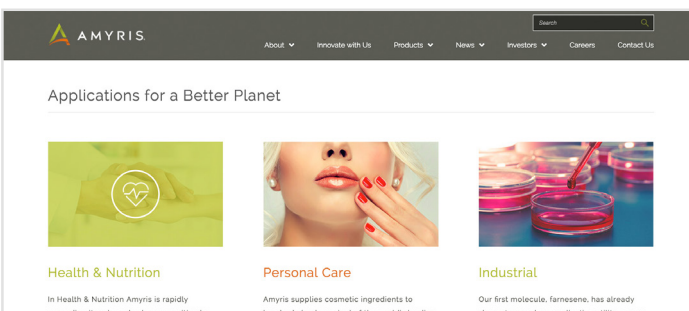 Search
AMYRIS
About
Innovate with Us
Products
News
Investors
Careers
Contact Us
Applications for a Better Planet
Health & Nutrition
Personal Care
Industrial
In Health & Nutrition Amyris is rapidly
Amyris supplies cosmetic ingredients to
Our first molecule, farnesene, has already